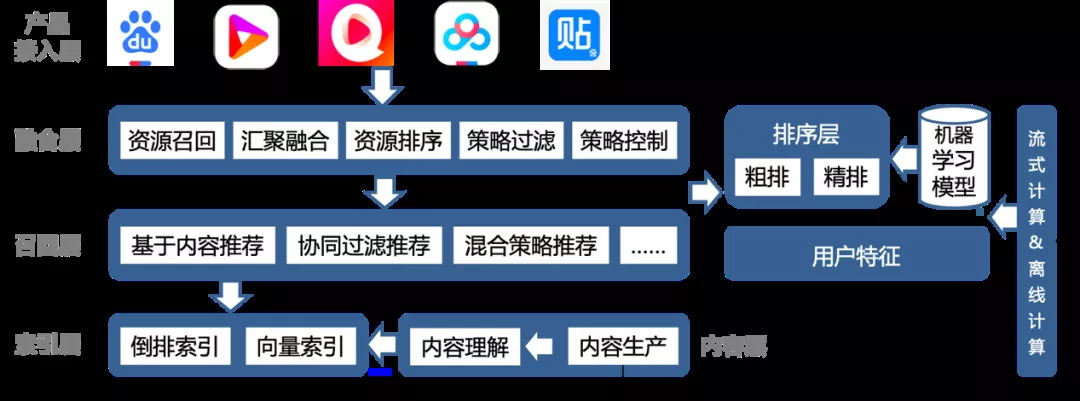 产品
接入层
du
贴
融合层
资源召回
汇聚融合
资源排序
策略过滤
策略控制
排序层
粗排
精排
机器
学习
模型
流式计算&离线计算
召回层
基于内容推荐
协同过滤推荐
混合策略推荐
......
用户特征
索引层
倒排索引
向量索引
内容理解
内容生产
内容层